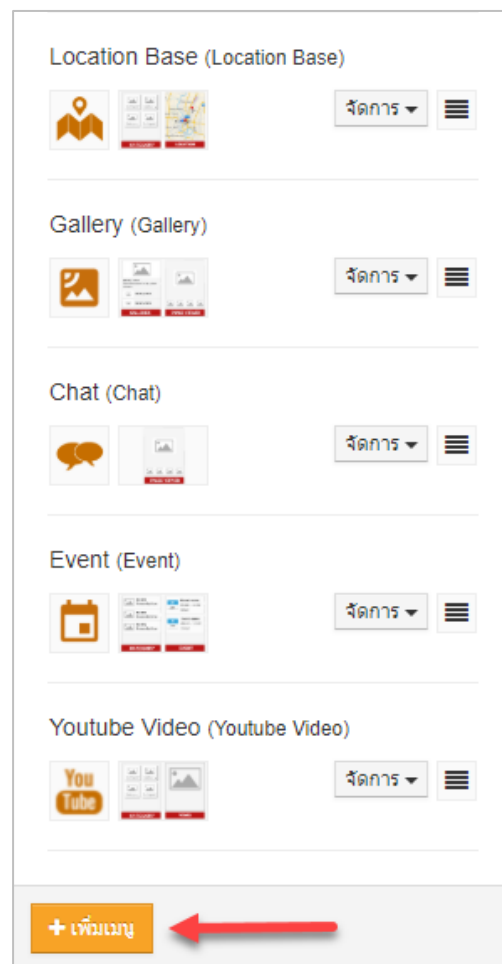 Location Base (Location Base)
จัดการ
LOCATION
Gallery (Gallery)
จัดการ
Chat (Chat)
จัดการ
Event (Event)
จัดการ
EVENT
Youtube Video (Youtube Video)
You
Tube
จัดการ
+ เพิ่มเมนู